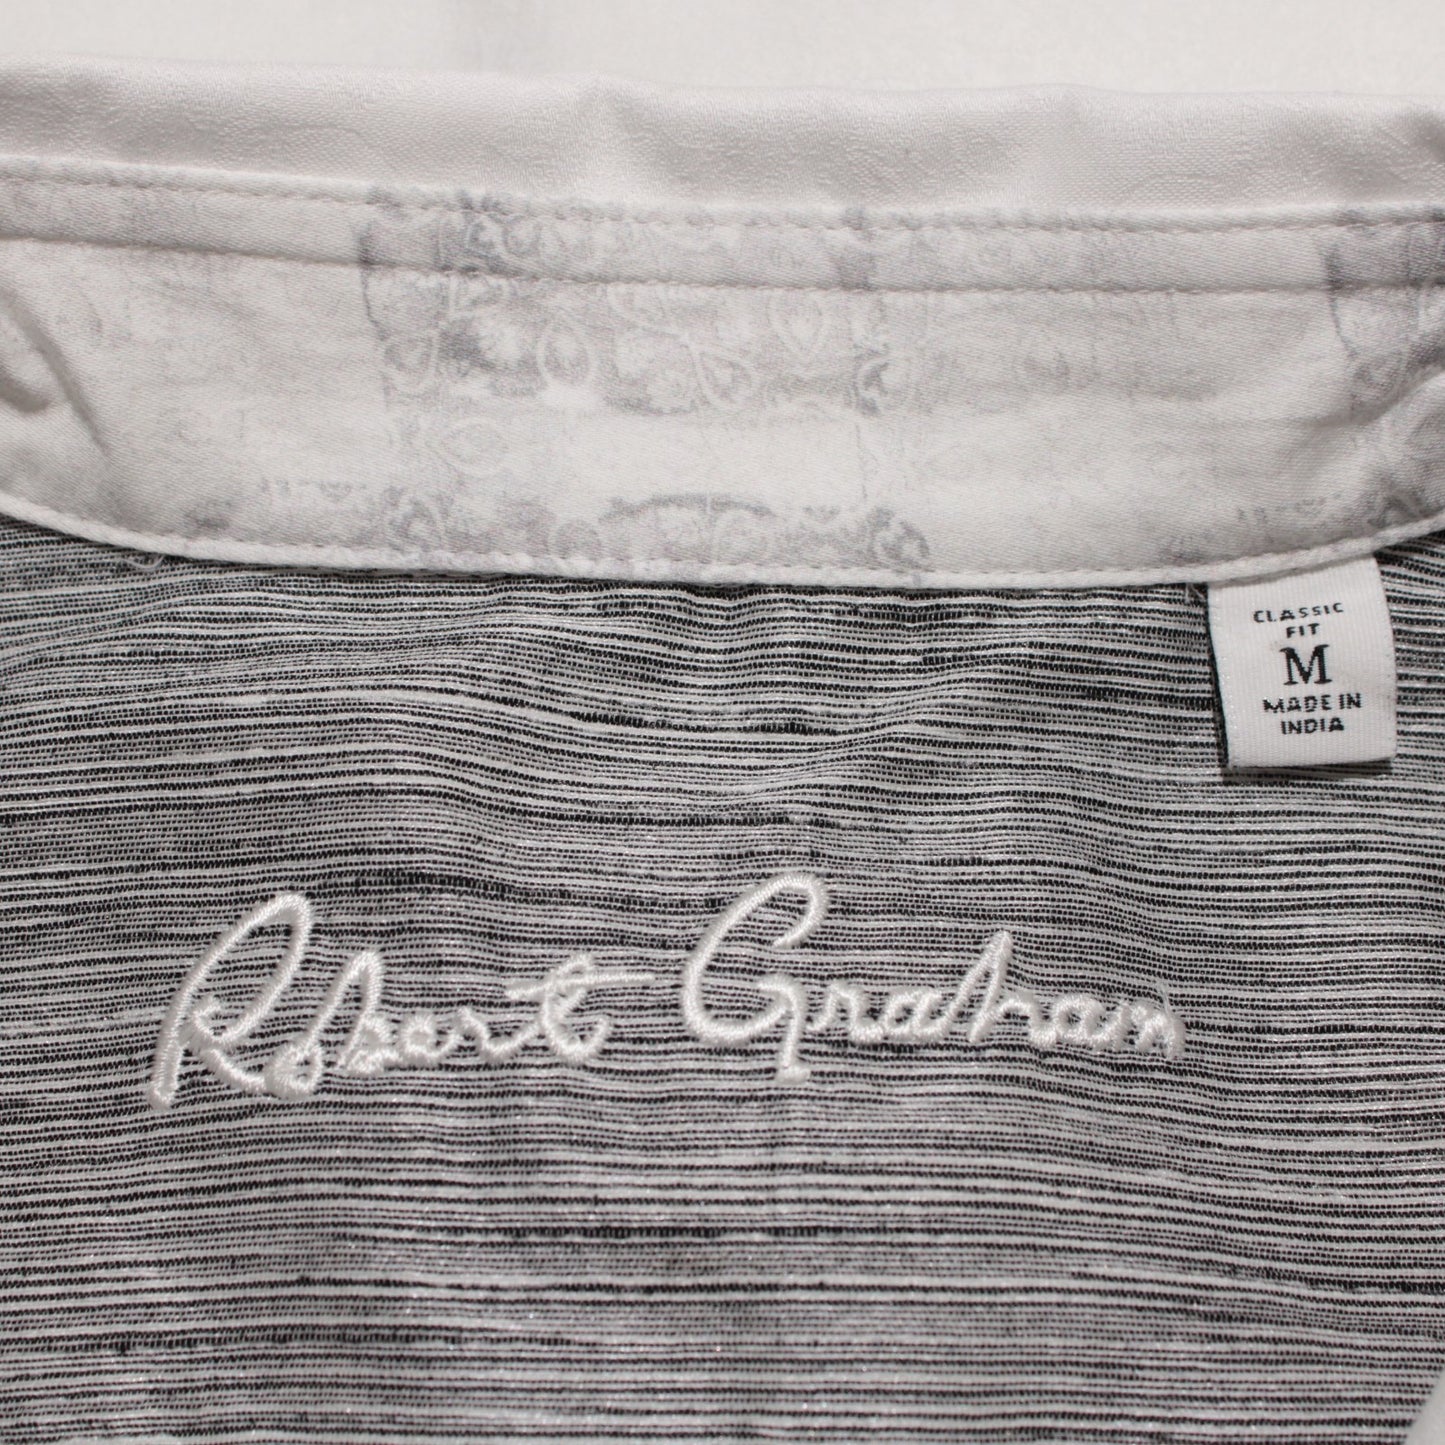 CLASSIC
FIT
M
MADE IN
INDIA
Robert Graham